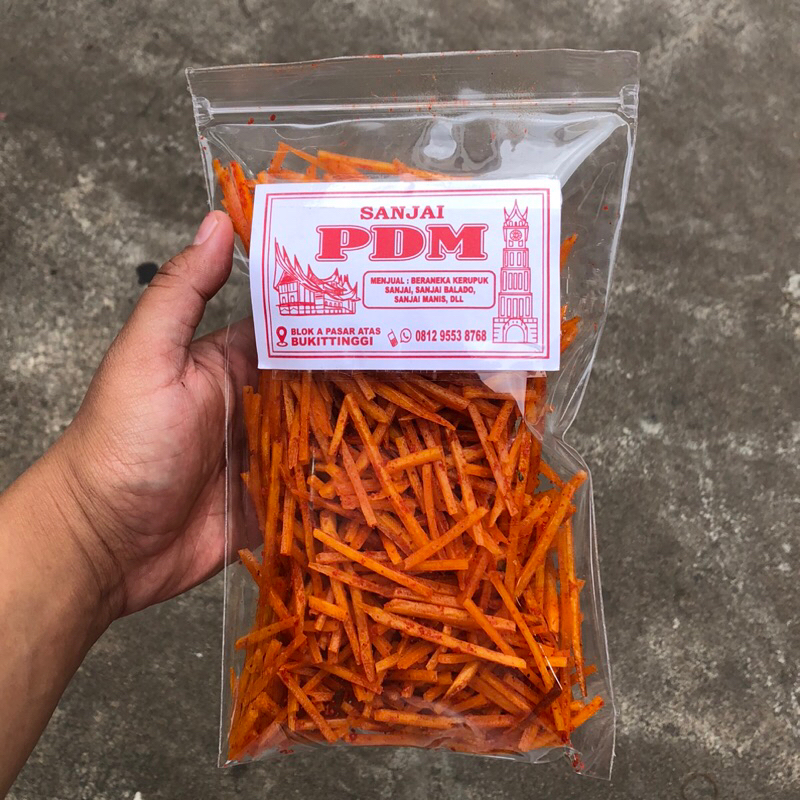 SANJAI
PDM
MENJUAL : BERANEKA KERUPUK
SANJAI, SANJAI BALADO,
SANJAI MANIS, DLL
BLOK A PASAR ATAS
BUKITTINGGI
0812 9553 8768